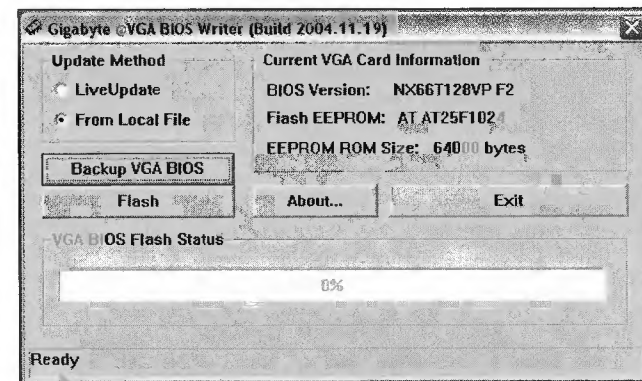 Gigabyte @VGA BIOS Writer (Build 2004.11.19)
Update Method
LiveUpdate
From Local File
Current VGA Card Information
BIOS Version: NX66T128VP F2
Flash EEPROM: AT AT25F1024
EEPROM ROM Size: 64000 bytes
Backup VGA BIOS
Flash
About...
Exit
VGA BIOS Flash Status
0%
Ready